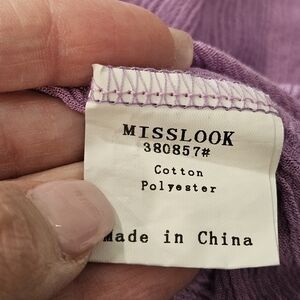 MISSLOOK
380857#
Cotton
Polyester
Made in China